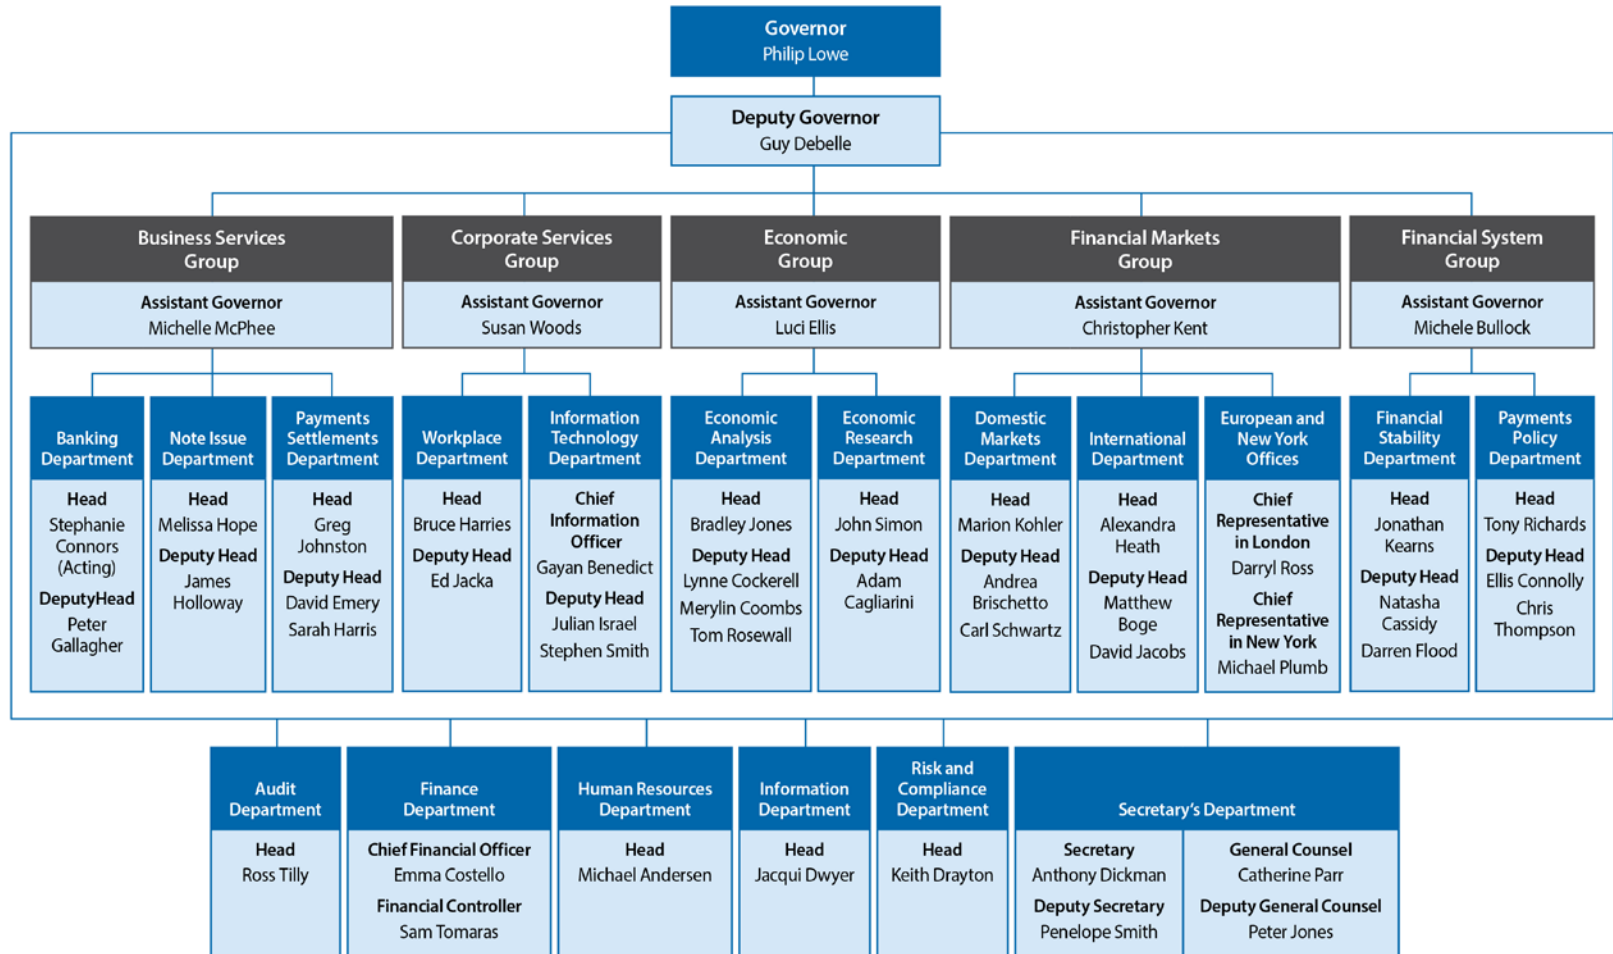 Governor
Philip Lowe
Deputy Governor
Guy Debelle
Business Services
Group
Assistant Governor
Michelle McPhee
Corporate Services
Group
Assistant Governor
Susan Woods
Economic
Group
Assistant Governor
Luci Ellis
Financial Markets
Group
Assistant Governor
Christopher Kent
Financial System
Group
Assistant Governor
Michele Bullock
Banking
Department
Head
Stephanie
Connors
(Acting)
DeputyHead
Peter
Gallagher
Note Issue
Department
Head
Melissa Hope
Deputy Head
James
Holloway
Payments
Settlements
Department
Head
Greg
Johnston
Deputy Head
David Emery
Sarah Harris
Workplace
Department
Head
Bruce Harries
Deputy Head
Ed Jacka
Information
Technology
Department
Chief
Information
Officer
Gayan Benedict
Deputy Head
Julian Israel
Stephen Smith
Economic
Analysis
Department
Head
Bradley Jones
Deputy Head
Lynne Cockerell
Merylin Coombs
Tom Rosewall
Economic
Research
Department
Head
John Simon
Deputy Head
Adam
Cagliarini
Domestic
Markets
Department
Head
Marion Kohler
Deputy Head
Andrea
Brischetto
Carl Schwartz
International
Department
Head
Alexandra
Heath
Deputy Head
Matthew
Boge
David Jacobs
European and
New York
Offices
Chief
Representative
in London
Darryl Ross
Chief
Representative
in New York
Michael Plumb
Financial
Stability
Department
Head
Jonathan
Kearns
Deputy Head
Natasha
Cassidy
Darren Flood
Payments
Policy
Department
Head
Tony Richards
Deputy Head
Ellis Connolly
Chris
Thompson
Audit
Department
Head
Ross Tilly
Finance
Department
Chief Financial Officer
Emma Costello
Financial Controller
Sam Tomaras
Human Resources
Department
Head
Michael Andersen
Information
Department
Head
Jacqui Dwyer
Risk and
Compliance
Department
Head
Keith Drayton
Secretary's Department
Secretary
Anthony Dickman
Deputy Secretary
Penelope Smith
General Counsel
Catherine Parr
Deputy General Counsel
Peter Jones